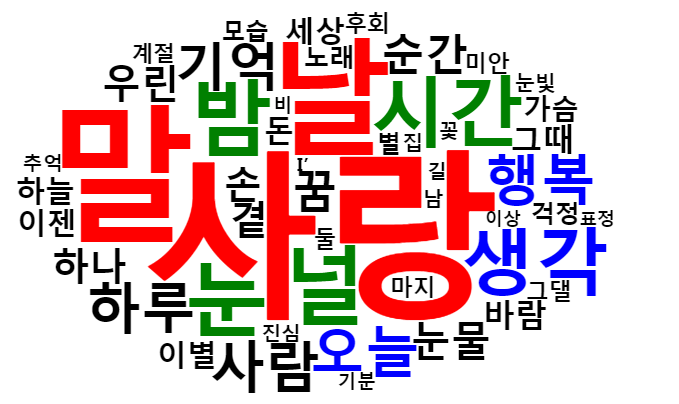 모습 세상 후회
계절 기억 노래 순간 미안
우린 밤 날 시간 눈빛
비 돈 별 집 꽃 가슴 그때
말 추억 I’ 길 행복
하늘 손 꿈 남
이젠 곁 사랑 이상 걱정 표정
둘 생각
하나 눈 널 마지 그댈
하루 바람
진심 오늘 눈물
이별 사람
기분